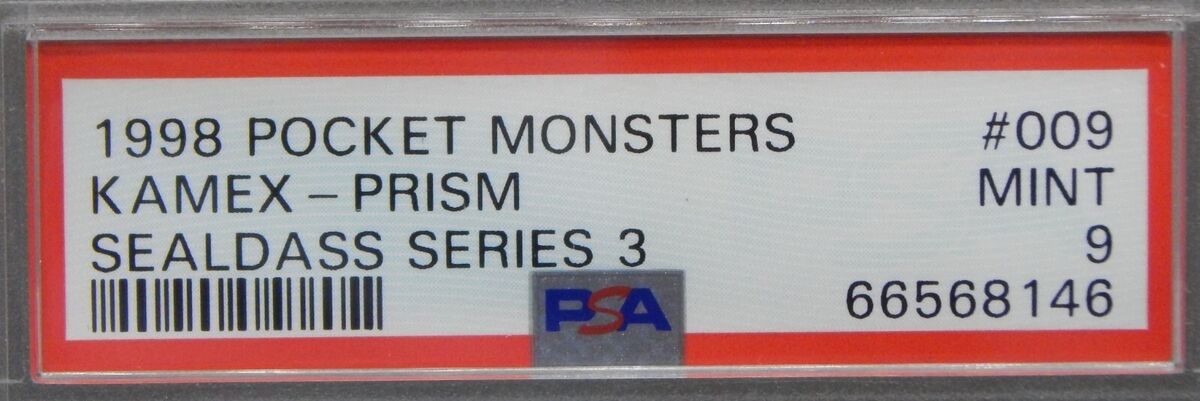 1998 POCKET MONSTERS #009
KAMEX – PRISM MINT
SEALDASS SERIES 3 9
PSA 66568146